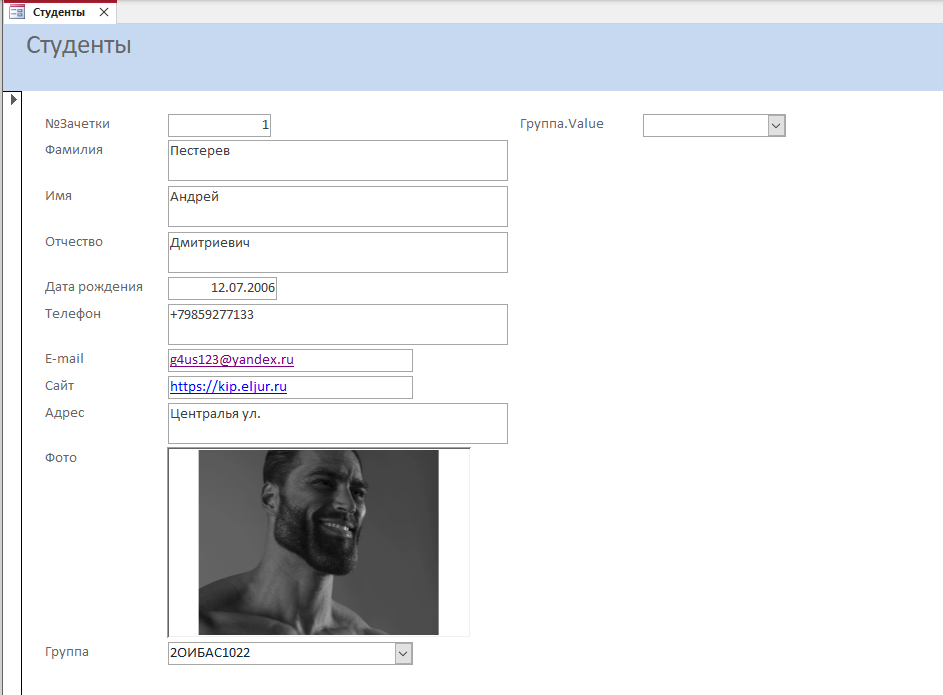 Студенты
Студенты
№Зачетки 1 Группа.Value
Фамилия Пестерев
Имя Андрей
Отчество Дмитриевич
Дата рождения 12.07.2006
Телефон +79859277133
E-mail g4us123@yandex.ru
Сайт https://kip.eljur.ru
Адрес Централья ул.
Фото
Группа 2ОИБАС1022